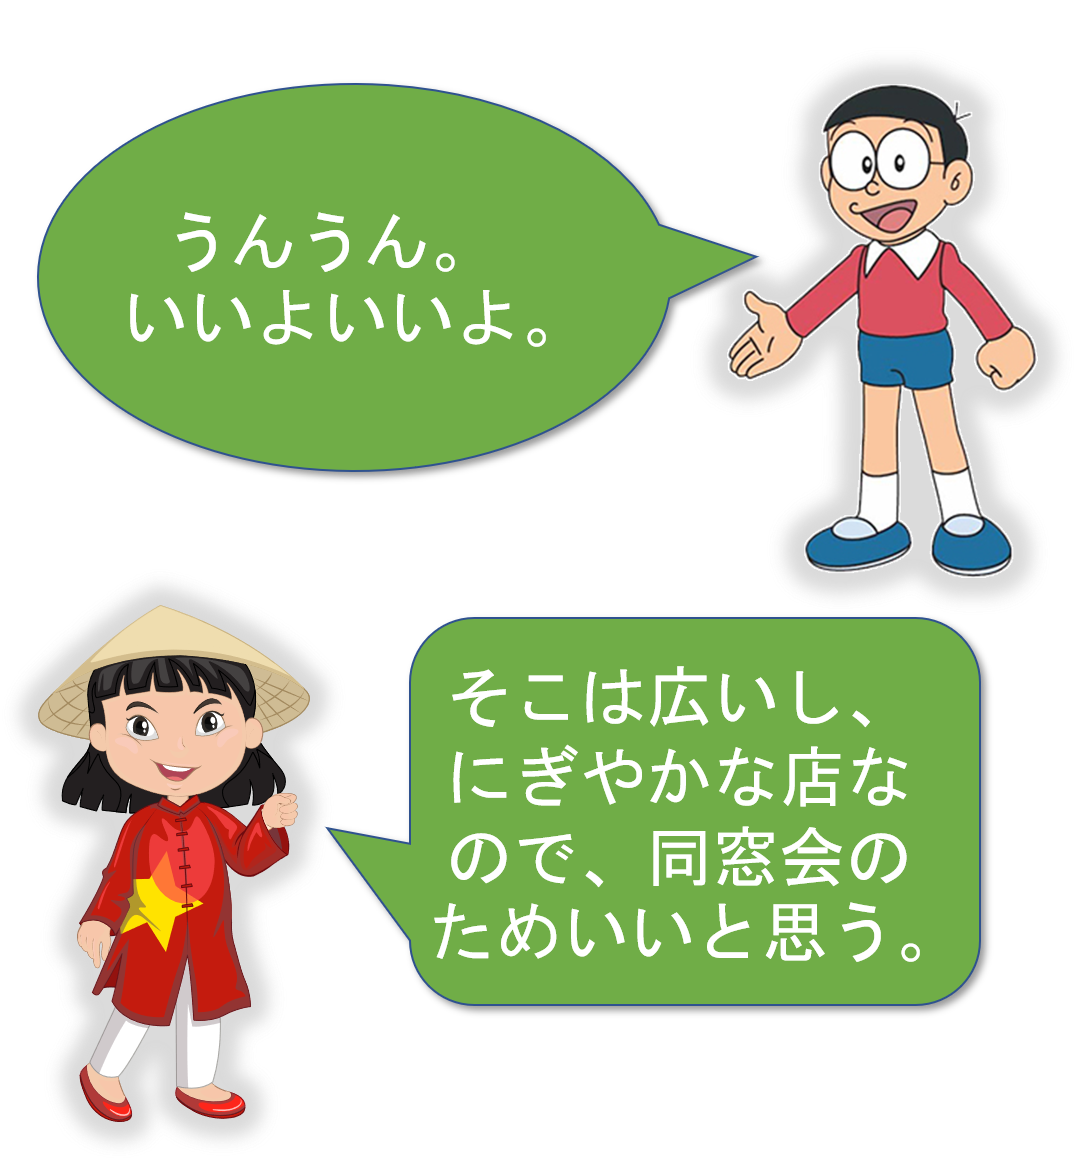 うんうん。
いいよいいよ。
そこは広いし、
にぎやかな店な
ので、同窓会の
ためいいと思う。